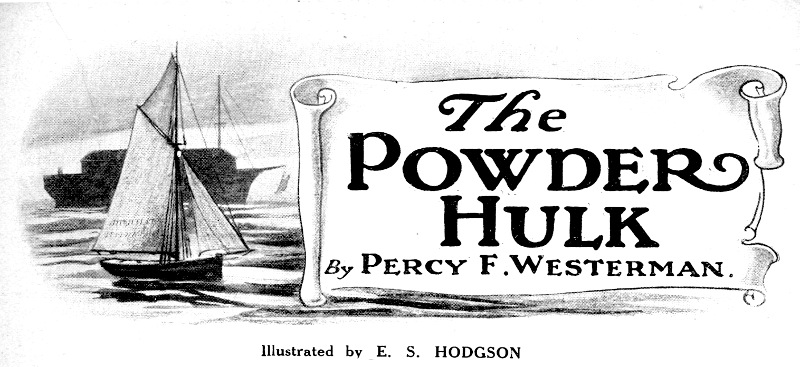 The
POWDER
HULK
By PERCY F. WESTERMAN.
Illustrated by E. S. HODGSON